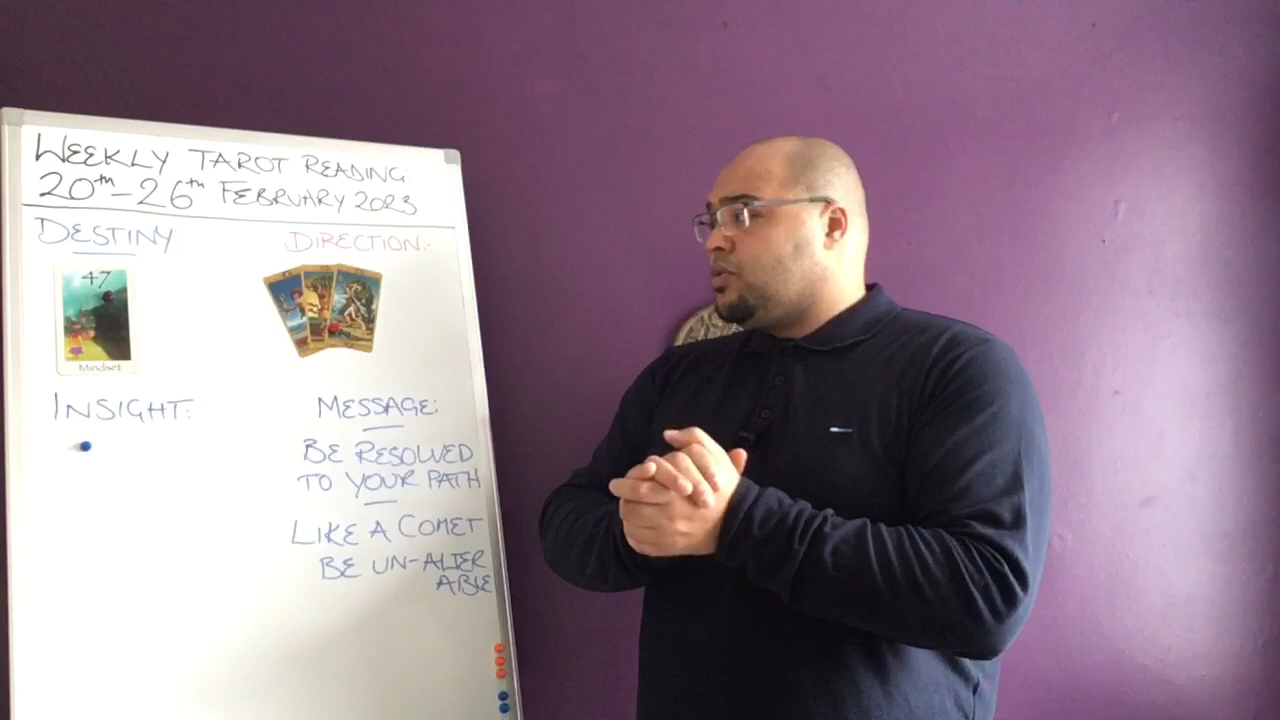 WEEKLY TAROT READING:
20th-26th FEBRUARY 2023
DESTINY:
DIRECTION:-
47
Mindset
INSIGHT:
MESSAGE:
BE RESOLVED
TO YOUR PATH
LIKE A COMET
BE UN-ALTER
ABLE